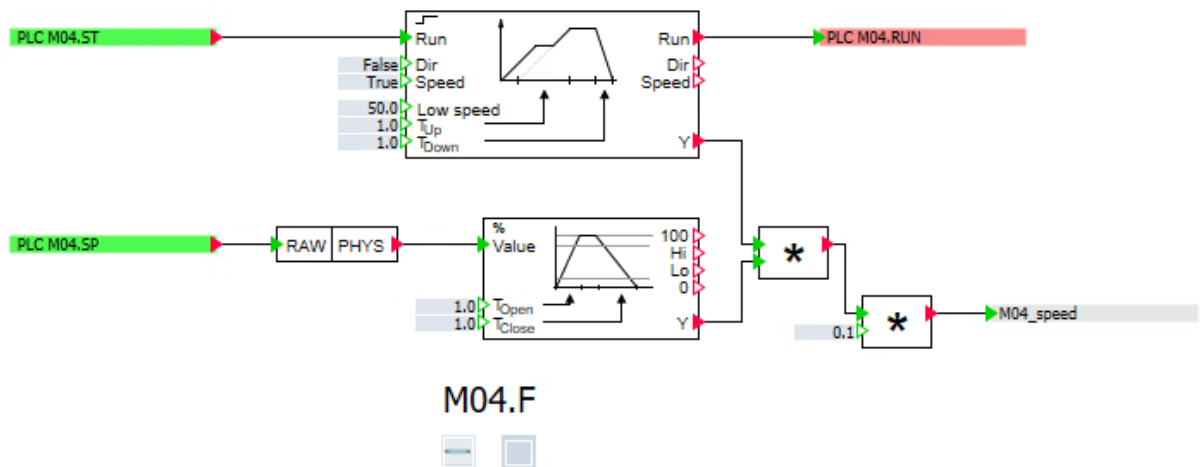 PLC M04.ST
Run
Run
PLC M04.RUN
False
Dir
Dir
True
Speed
Speed
50.0
Low speed
1.0
TUp
1.0
TDown
Y
PLC M04.SP
RAW
PHYS
%
Value
100
Hi
Lo
0
1.0
TOpen
1.0
TClose
Y
*
*
0.1
M04_speed
M04.F